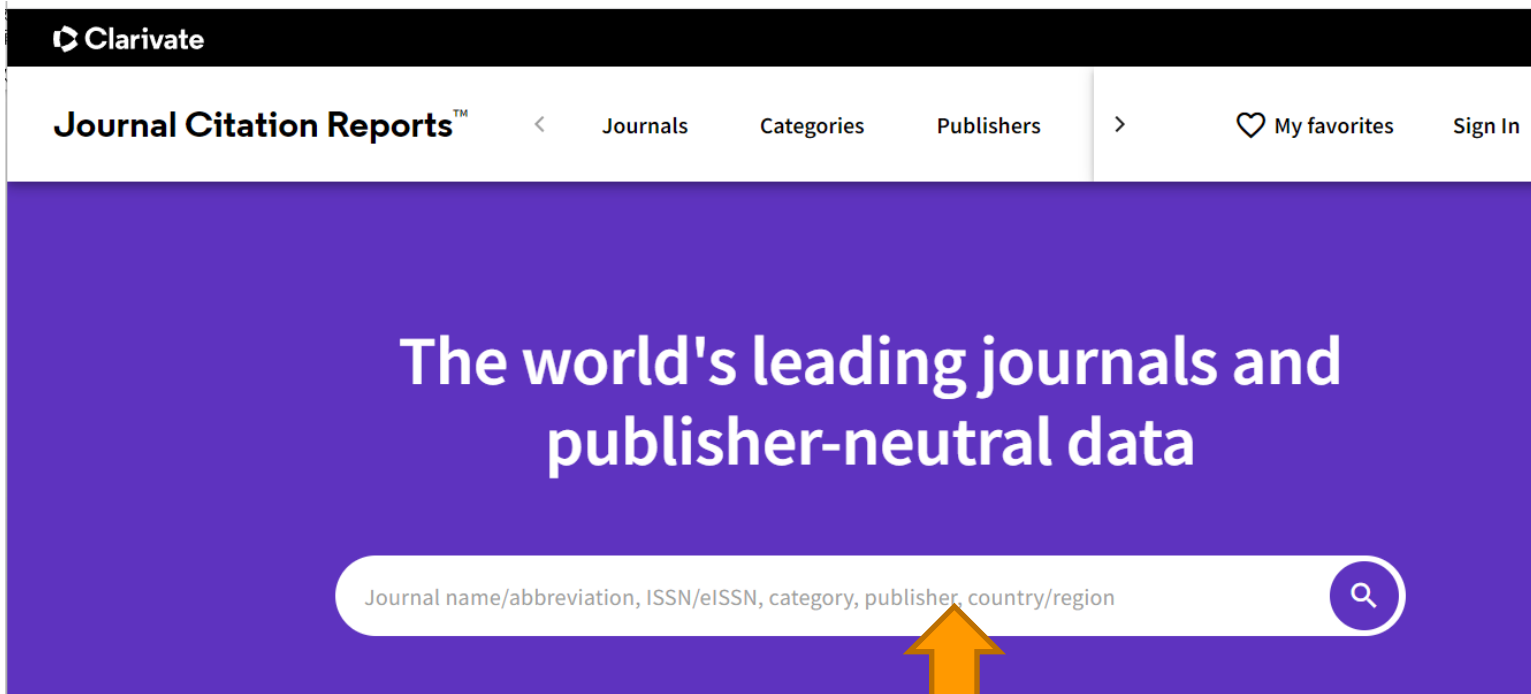 Clarivate
Journal Citation Reports™ < Journals Categories Publishers > My favorites Sign In
The world's leading journals and
publisher-neutral data
Journal name/abbreviation, ISSN/eISSN, category, publisher, country/region